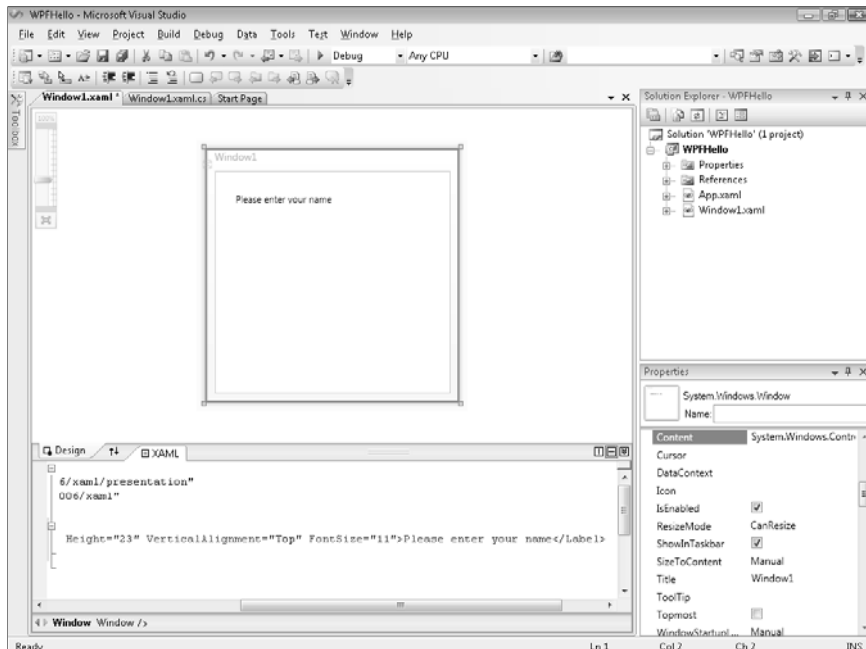 WPFHello - Microsoft Visual Studio
File Edit View Project Build Debug Data Tools Test Window Help
Debug Any CPU
Toolbox
Window1.xaml* Window1.xaml.cs Start Page
100%
Window1
Please enter your name
Design XAML
6/xaml/presentation"
006/xaml"
Height="23" VerticalAlignment="Top" FontSize="11">Please enter your name</Label>
Window Window />
Solution Explorer - WPFHello
Solution 'WPFHello' (1 project)
WPFHello
Properties
References
App.xaml
Window1.xaml
Properties
System.Windows.Window
Name:
Content System.Windows.Contr
Cursor
DataContext
Icon
IsEnabled
ResizeMode CanResize
ShowInTaskbar
SizeToContent Manual
Title Window1
ToolTip
Topmost
WindowStartupL... Manual
Ready Ln 1 Col 2 Ch 2 INS